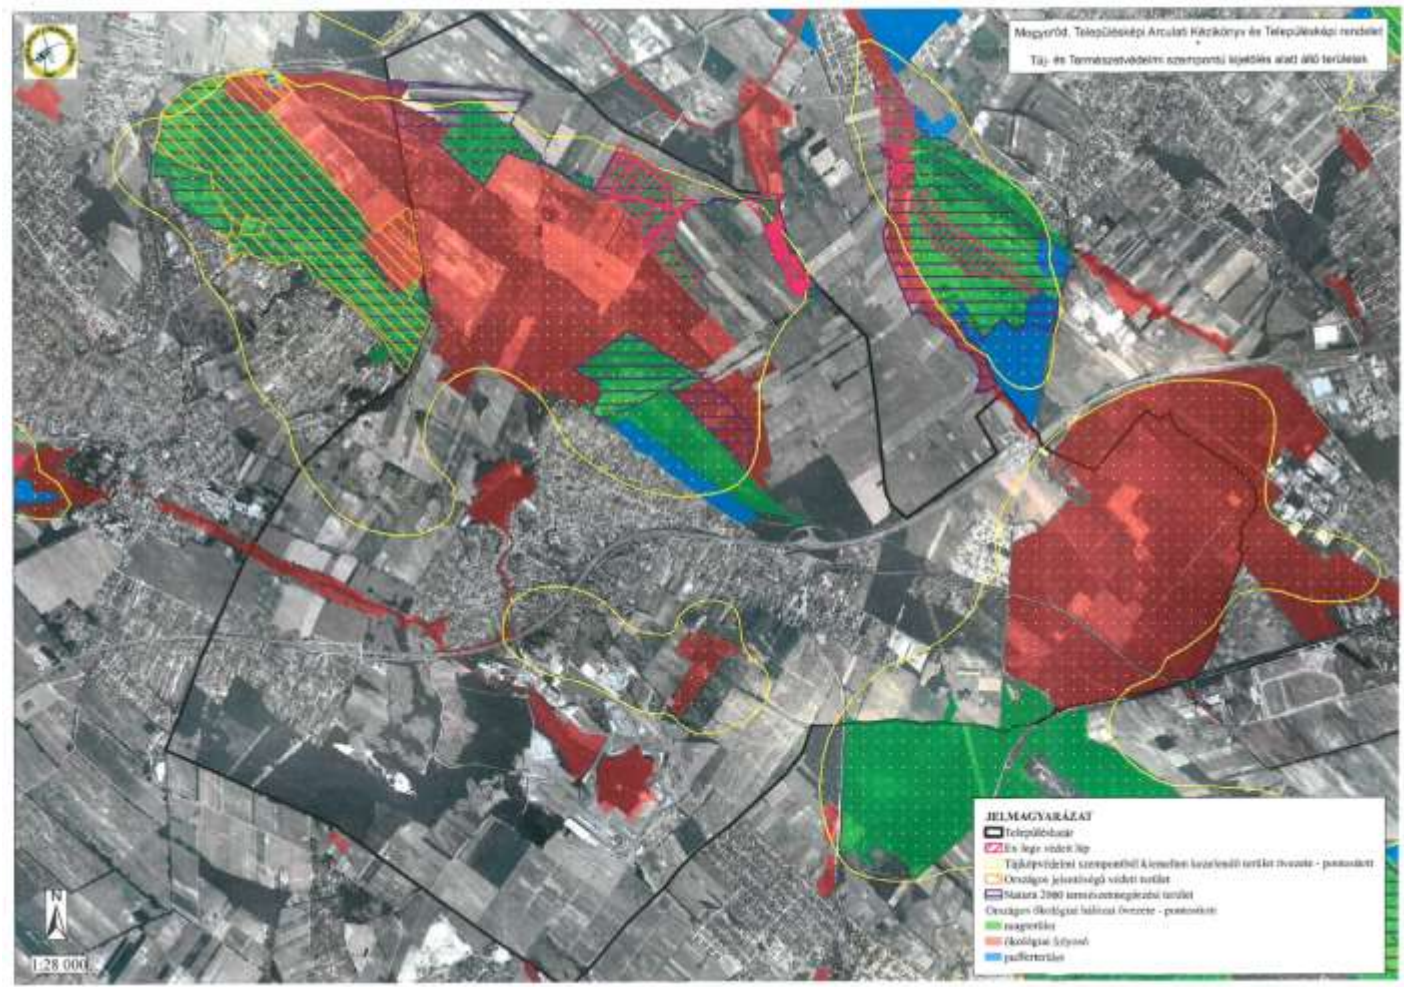 Mogyoród, Településképi Arculati Kézikönyv és Településképi rendelet
Táj- és Természetvédelmi szempontú kijelölés alatt álló területek
JELMAGYARÁZAT
Településhatár
Ex lege védett láp
Tájképvédelmi szempontból kiemelten kezelendő terület övezete - pontosított
Országos jelentőségű védett terület
Natura 2000 természetmegőrzési terület
Országos ökológiai hálózat övezete - pontosított
magterület
ökológiai folyosó
pufferterület
N
1:28 000